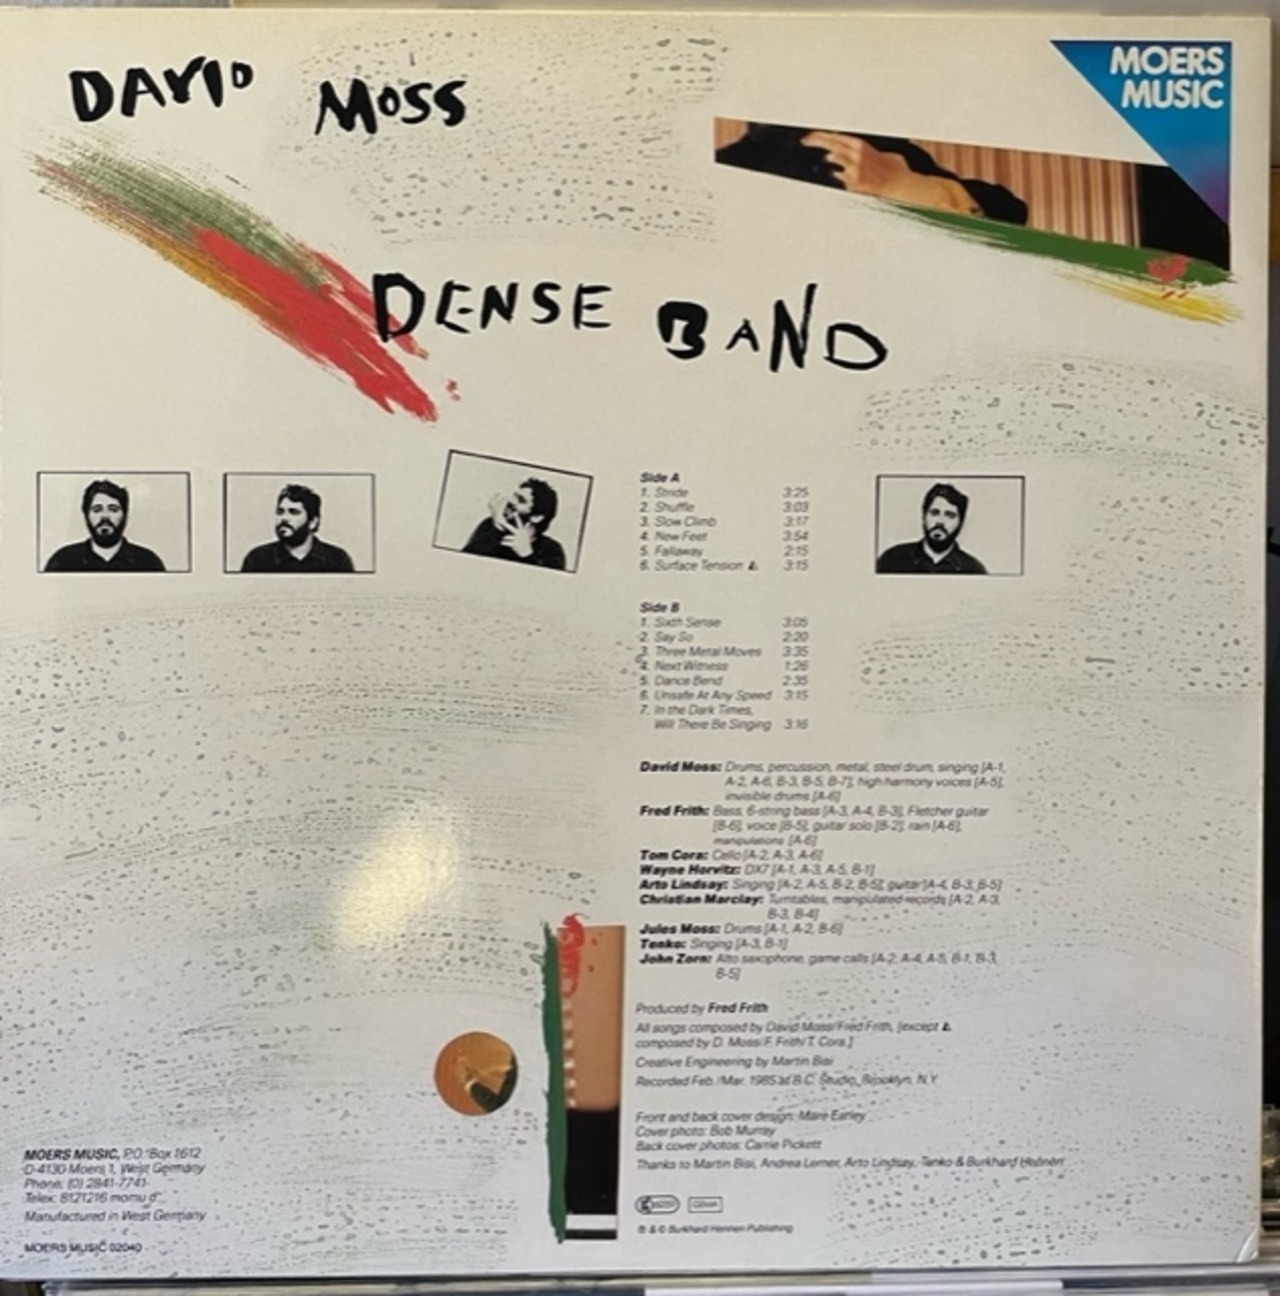 DAVID MOSS
MOERS
MUSIC
DENSE BAND
Side A
1. Stride 3:25
2. Shuffle 3:03
3. Slow Climb 3:17
4. New Feet 3:54
5. Fallaway 2:15
6. Surface Tension 3:15
Side B
1. Sixth Sense 3:05
2. Say So 2:20
3. Three Metal Moves 3:35
4. Next Witness 1:26
5. Dance Bend 2:35
6. Unsafe At Any Speed 3:15
7. In the Dark Times,
Will There Be Singing 3:16
David Moss: Drums, percussion, metal, steel drum, singing [A-1,
A-2, A-6, B-3, B-5, B-7], high harmony voices [A-5],
invisible drums [A-6]
Fred Frith: Bass, 6-string bass [A-3, A-4, B-3], Fletcher guitar
[B-6], voice [B-5], guitar solo [B-2], rain [A-6],
manipulations [A-6]
Tom Cora: Cello [A-2, A-3, A-6]
Wayne Horvitz: DX7 [A-1, A-3, A-5, B-1]
Arto Lindsay: Singing [A-2, A-5, B-2, B-5], guitar [A-4, B-3, B-5]
Christian Marclay: Turntables, manipulated records [A-2, A-3,
B-3, B-4]
Jules Moss: Drums [A-1, A-2, B-6]
Tenko: Singing [A-3, B-1]
John Zorn: Alto saxophone, game calls [A-2, A-4, A-5, B-1, B-3,
B-5]
Produced by Fred Frith
All songs composed by David Moss/Fred Frith, [except
composed by D. Moss/F. Frith/T. Cora.]
Creative Engineering by Martin Bisi
Recorded Feb./Mar. 1985 at B.C. Studio, Brooklyn, N.Y.
Front and back cover design: Mare Earley
Cover photo: Bob Murray
Back cover photos: Carrie Pickett
Thanks to Martin Bisi, Andrea Lerner, Arto Lindsay, Tenko & Burkhard Hennen
GEMA
℗ & © Burkhard Hennen Publishing
MOERS MUSIC, P.O. Box 1612
D-4130 Moers 1, West Germany
Phone: (0) 2841-7741
Telex: 8121216 momu d
Manufactured in West Germany
MOERS MUSIC 02040